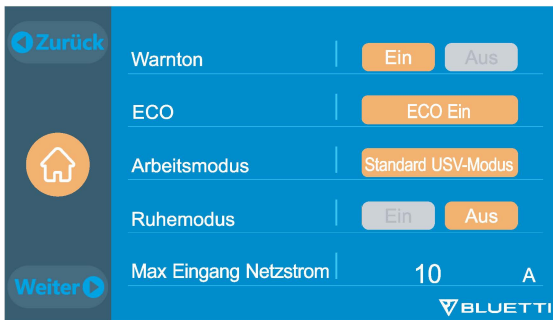 Zurück
Warnton Ein Aus
ECO ECO Ein
Arbeitsmodus Standard USV-Modus
Ruhemodus Ein Aus
Max Eingang Netzstrom 10 A
Weiter
BLUETTI